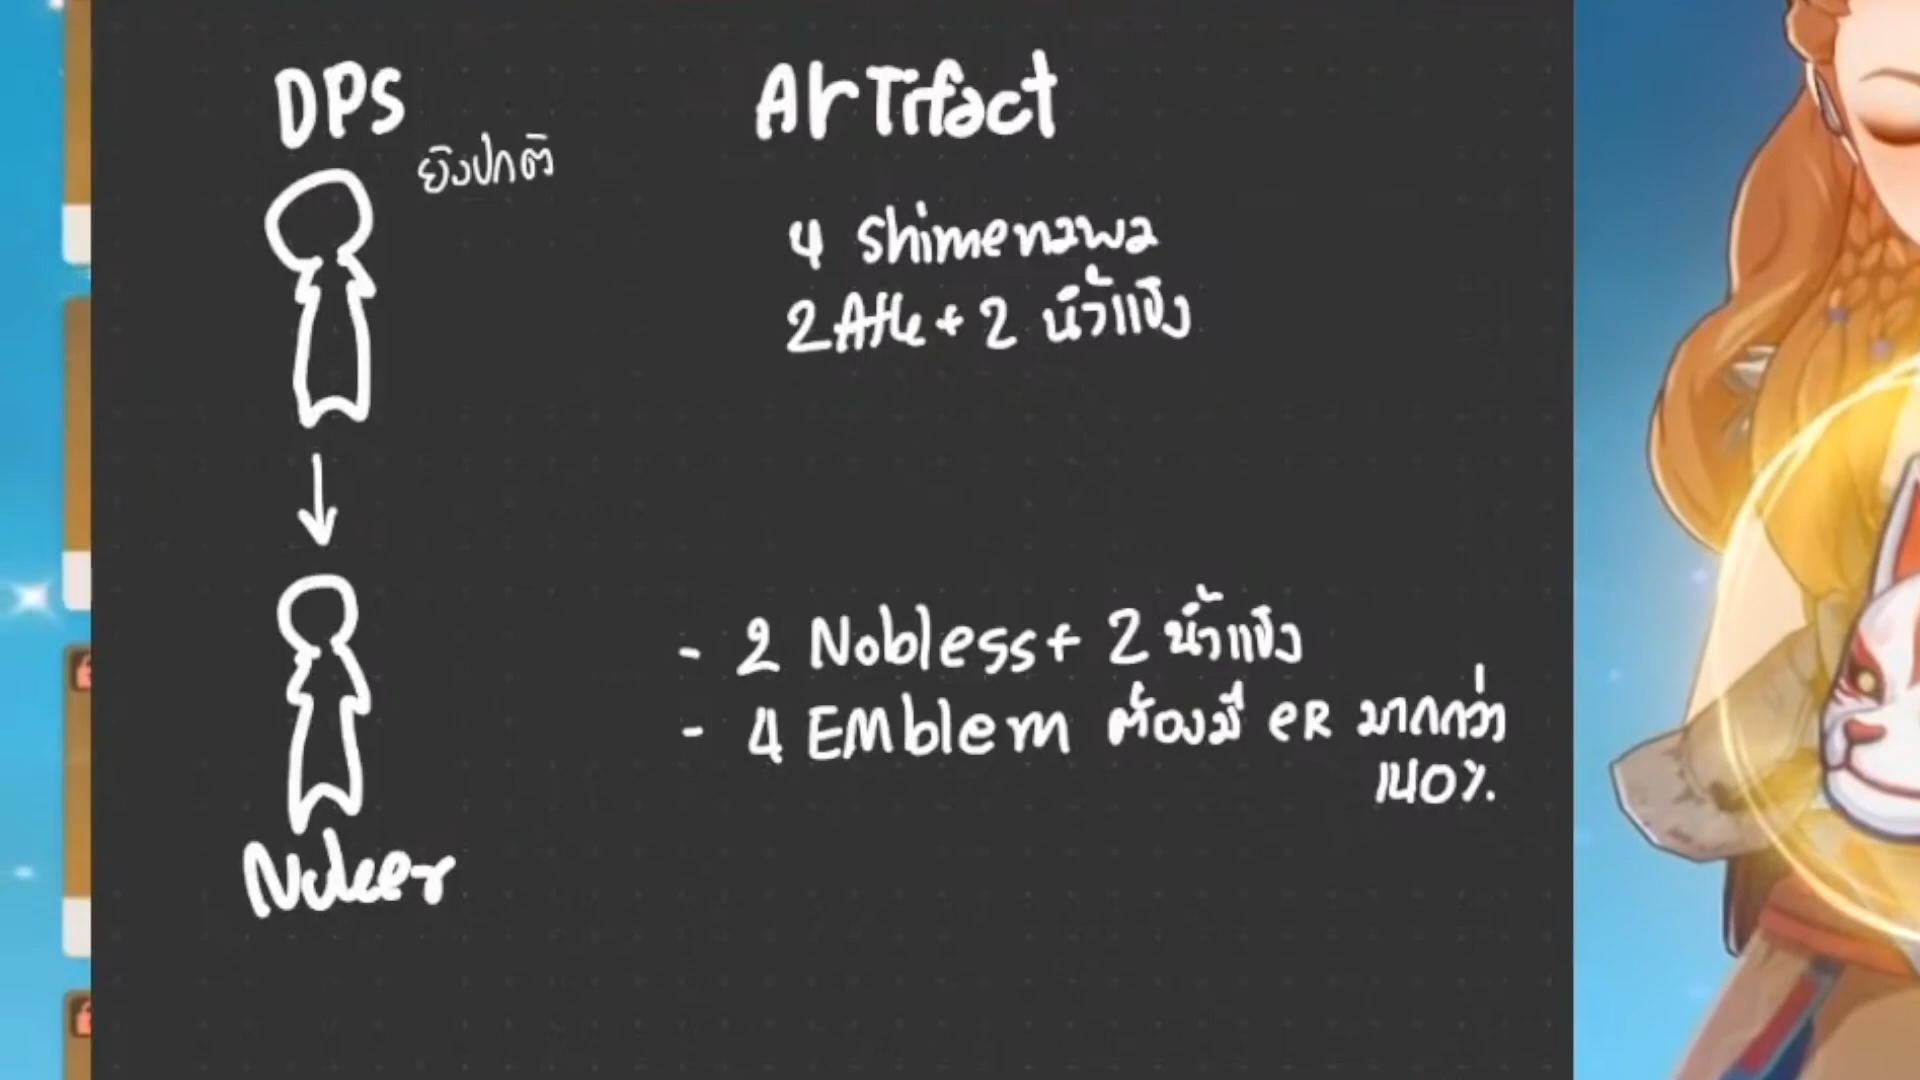 DPS
ยิงปกติ
Artifact
4 Shimenawa
2 Atk + 2 น้ำแข็ง
- 2 Nobless + 2 น้ำแข็ง
- 4 Emblem ต้องมี eR มากกว่า
140%.
Nuker